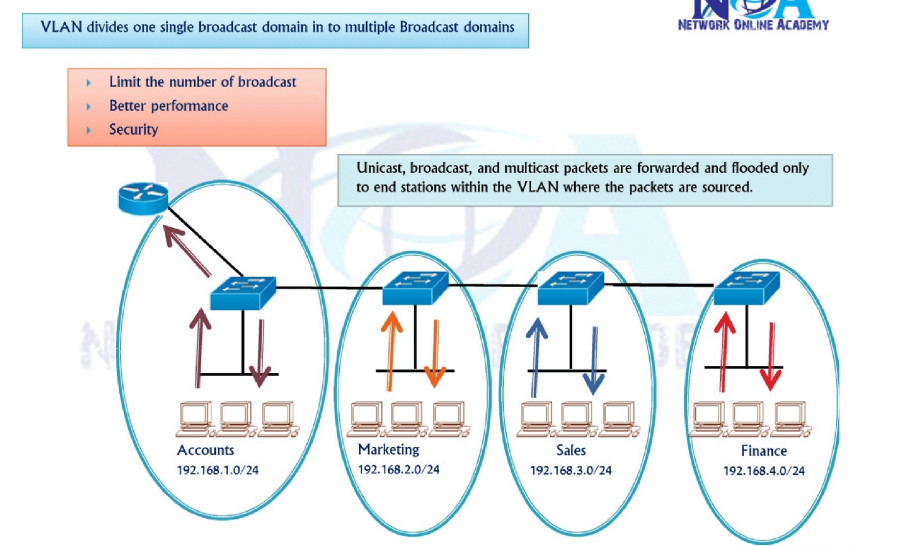 VLAN divides one single broadcast domain in to multiple Broadcast domains
NETWORK ONLINE ACADEMY
Limit the number of broadcast
Better performance
Security
Unicast, broadcast, and multicast packets are forwarded and flooded only
to end stations within the VLAN where the packets are sourced.
Accounts
192.168.1.0/24
Marketing
192.168.2.0/24
Sales
192.168.3.0/24
Finance
192.168.4.0/24